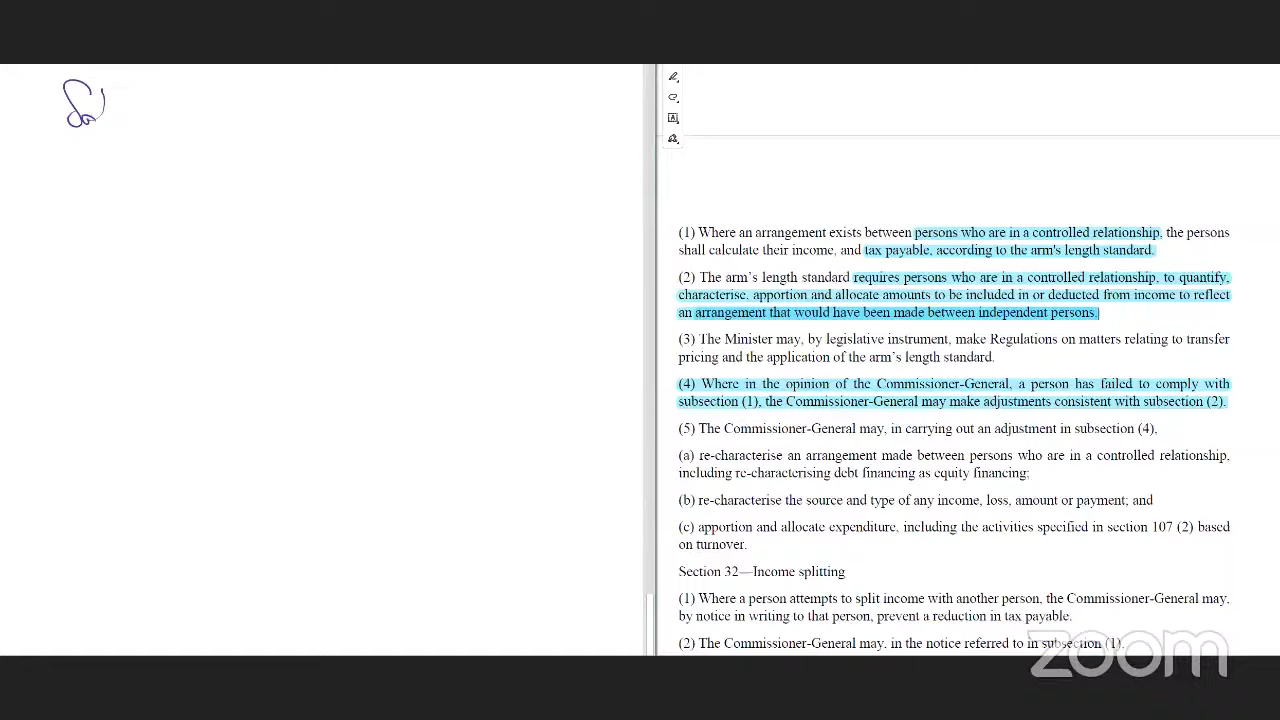 (1) Where an arrangement exists between persons who are in a controlled relationship, the persons
shall calculate their income, and tax payable, according to the arm's length standard.
(2) The arm’s length standard requires persons who are in a controlled relationship, to quantify,
characterise, apportion and allocate amounts to be included in or deducted from income to reflect
an arrangement that would have been made between independent persons.
(3) The Minister may, by legislative instrument, make Regulations on matters relating to transfer
pricing and the application of the arm’s length standard.
(4) Where in the opinion of the Commissioner-General, a person has failed to comply with
subsection (1), the Commissioner-General may make adjustments consistent with subsection (2).
(5) The Commissioner-General may, in carrying out an adjustment in subsection (4),
(a) re-characterise an arrangement made between persons who are in a controlled relationship,
including re-characterising debt financing as equity financing;
(b) re-characterise the source and type of any income, loss, amount or payment; and
(c) apportion and allocate expenditure, including the activities specified in section 107 (2) based
on turnover.
Section 32—Income splitting
(1) Where a person attempts to split income with another person, the Commissioner-General may,
by notice in writing to that person, prevent a reduction in tax payable.
(2) The Commissioner-General may, in the notice referred to in subsection (1),
zoom